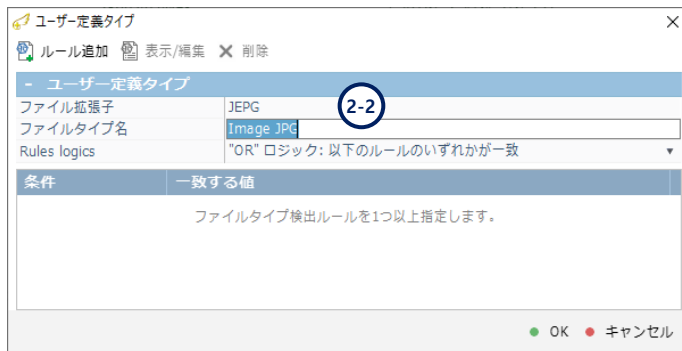 ユーザー定義タイプ
ルール追加 表示/編集 削除
- ユーザー定義タイプ
ファイル拡張子 JEPG
2-2
ファイルタイプ名 Image JPG
Rules logics "OR" ロジック: 以下のルールのいずれかが一致
条件 一致する値
ファイルタイプ検出ルールを1つ以上指定します。
OK キャンセル